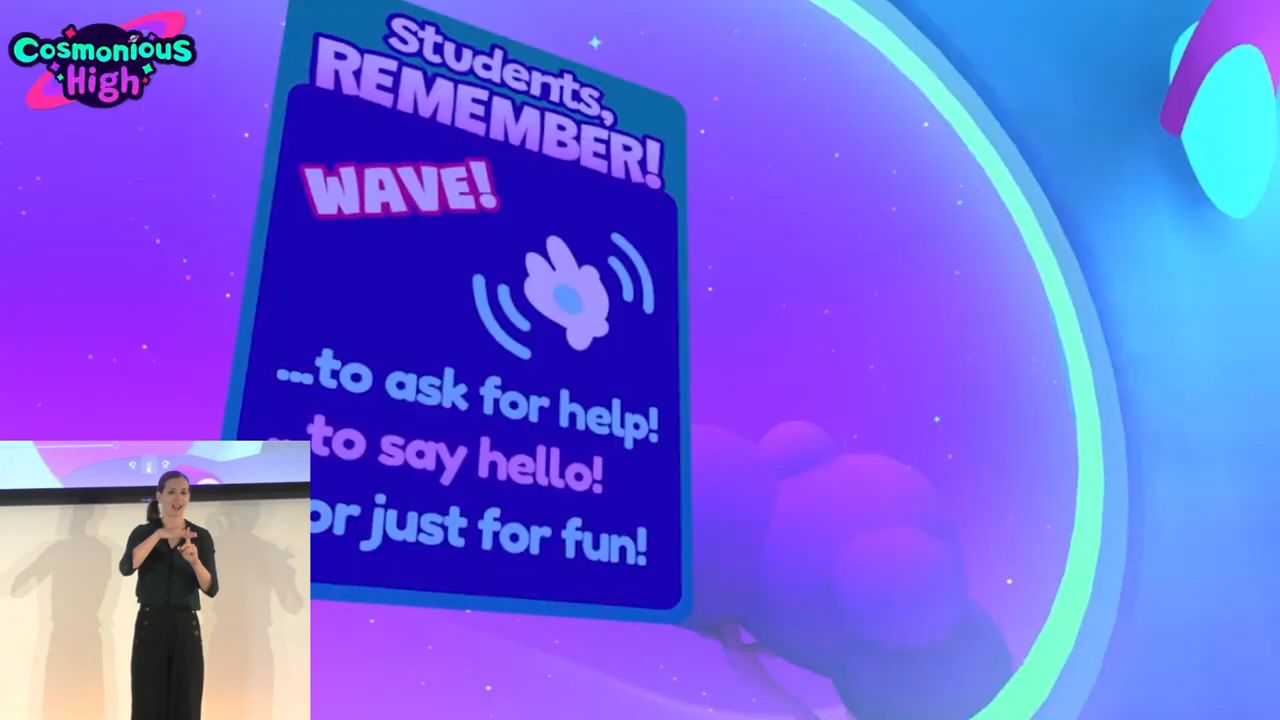 Cosmonious
High
Students,
REMEMBER!
WAVE!
...to ask for help!
to say hello!
or just for fun!